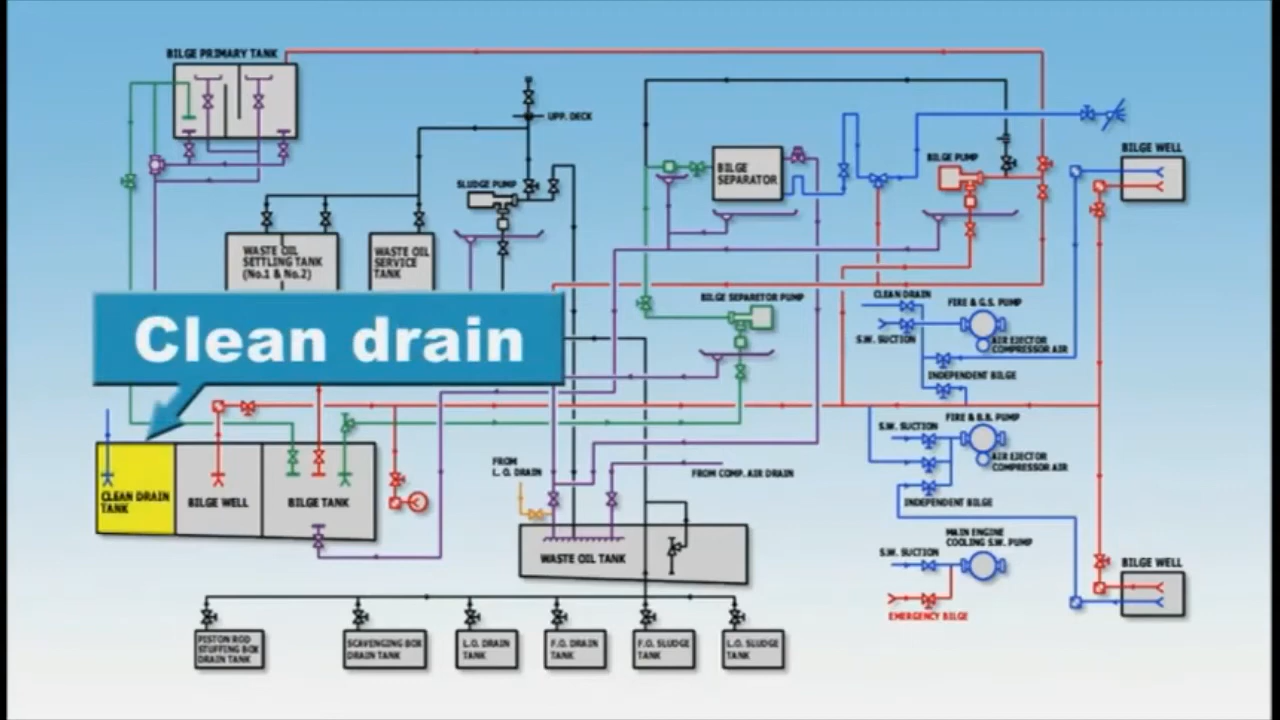 BILGE PRIMARY TANK
UPP. DECK
SLUDGE PUMP
BILGE
SEPARATOR
BILGE PUMP
BILGE WELL
WASTE OIL
SETTLING TANK
(No.1 & No.2)
WASTE OIL
SERVICE
TANK
Clean drain
BILGE SEPARETOR PUMP
CLEAN DRAIN
FIRE & G.S. PUMP
S.W. SUCTION
AIR EJECTOR
COMPRESSOR AIR
INDEPENDENT BILGE
FIRE & B.B. PUMP
S.W. SUCTION
AIR EJECTOR
COMPRESSOR AIR
INDEPENDENT BILGE
CLEAN DRAIN
TANK
BILGE WELL
BILGE TANK
FROM
L. O. DRAIN
FROM COMP. AIR DRAIN
WASTE OIL TANK
MAIN ENGINE
COOLING S.W. PUMP
S.W. SUCTION
EMERGENCY BILGE
BILGE WELL
PISTON ROD
STUFFING BOX
DRAIN TANK
SCAVENGING BOX
DRAIN TANK
L.O. DRAIN
TANK
F.O. DRAIN
TANK
F.O. SLUDGE
TANK
L.O. SLUDGE
TANK